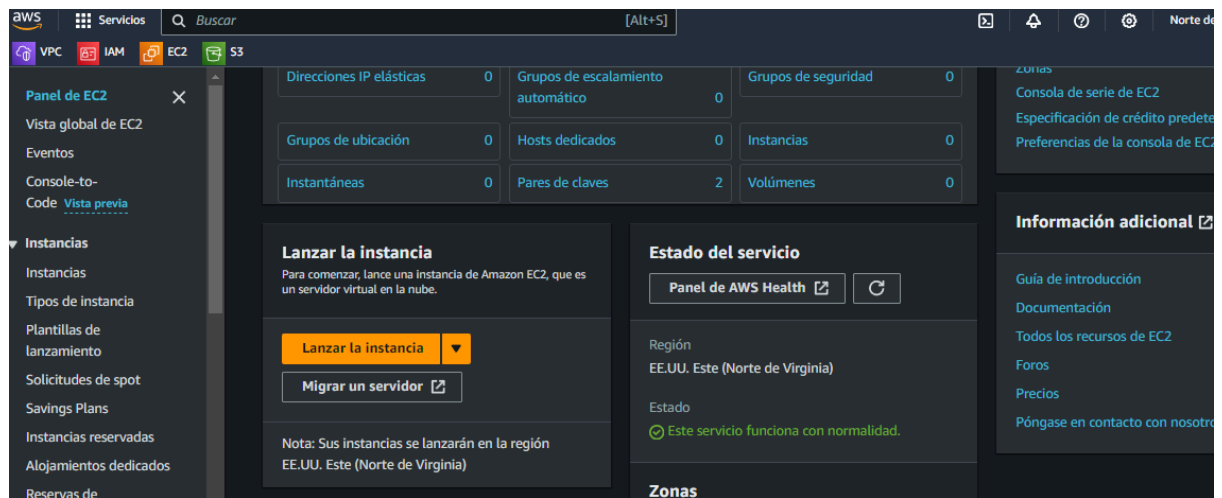 aws Servicios Buscar [Alt+S] Norte de
VPC IAM EC2 S3
Panel de EC2
Vista global de EC2
Eventos
Console-to-
Code Vista previa
Instancias
Instancias
Tipos de instancia
Plantillas de
lanzamiento
Solicitudes de spot
Savings Plans
Instancias reservadas
Alojamientos dedicados
Reservas de
Direcciones IP elásticas 0
Grupos de escalamiento
automático 0
Grupos de seguridad 0
Grupos de ubicación 0
Hosts dedicados 0
Instancias 0
Instantáneas 0
Pares de claves 2
Volúmenes 0
Lanzar la instancia
Para comenzar, lance una instancia de Amazon EC2, que es
un servidor virtual en la nube.
Lanzar la instancia
Migrar un servidor
Nota: Sus instancias se lanzarán en la región
EE.UU. Este (Norte de Virginia)
Estado del servicio
Panel de AWS Health
Región
EE.UU. Este (Norte de Virginia)
Estado
Este servicio funciona con normalidad.
Zonas
Zonas
Consola de serie de EC2
Especificación de crédito predete
Preferencias de la consola de EC2
Información adicional
Guía de introducción
Documentación
Todos los recursos de EC2
Foros
Precios
Póngase en contacto con nosotro